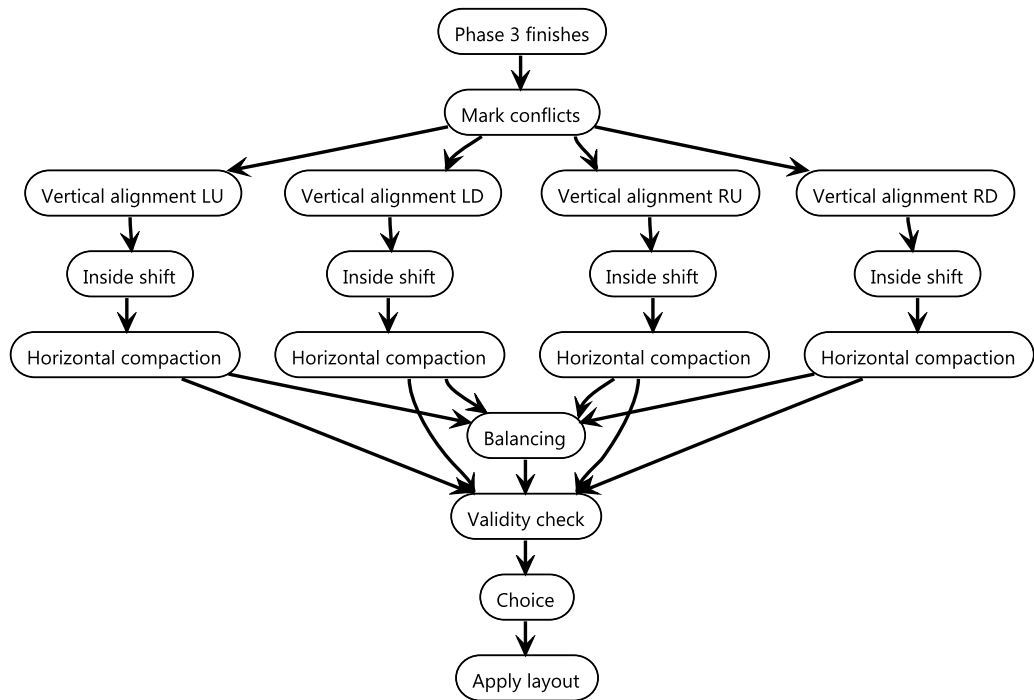 Phase 3 finishes
Mark conflicts
Vertical alignment LU
Vertical alignment LD
Vertical alignment RU
Vertical alignment RD
Inside shift
Inside shift
Inside shift
Inside shift
Horizontal compaction
Horizontal compaction
Horizontal compaction
Horizontal compaction
Balancing
Validity check
Choice
Apply layout